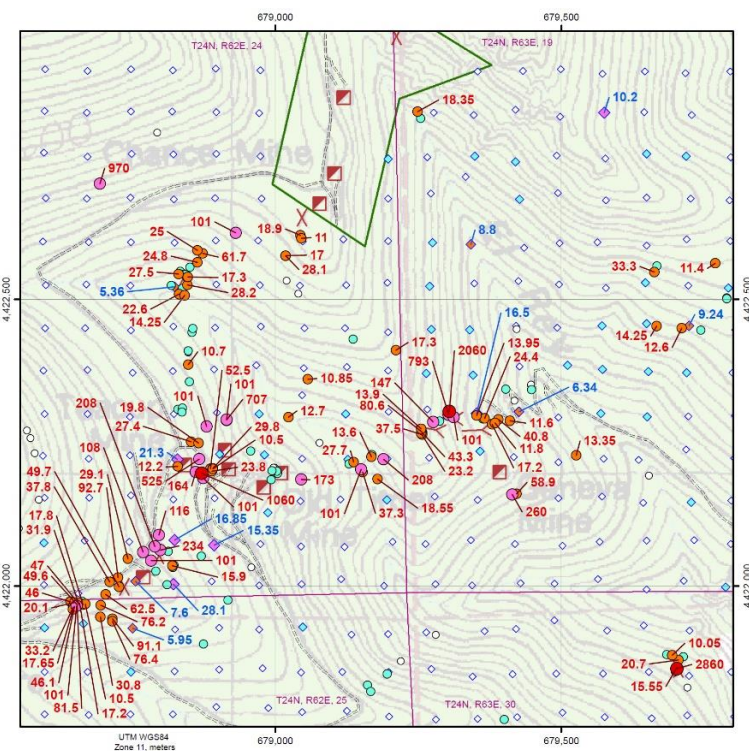 679,000 679,500
T24N, R62E, 24 T24N, R63E, 19
18.35 10.2
Chance Mine
970
101 18.9 11 8.8
25 61.7 17
24.8 28.1
27.5 17.3 33.3 11.4
5.36 28.2
4,422,500 4,422,500
22.6 16.5 9.24
14.25 14.25
17.3 2060 13.95 12.6
10.7 52.5 793 24.4
101 10.85 147 6.34
101 707 13.9
208 19.8 12.7 80.6
27.4 29.8 13.6 37.5 101 11.6
108 21.3 10.5 27.7 43.3 40.8 13.35
49.7 29.1 12.2 23.8 23.2 11.8
37.8 92.7 525 173 208 17.2
164 1060 58.9
17.8 116 101 101 37.3 18.55 260
31.9 16.85 Mine Mine
234 15.35
47 101
49.6 15.9
46 4,422,000 4,422,000
20.1 62.5 7.6 28.1
76.2 5.95
33.2 91.1 10.05
17.65 76.4 20.7 2860
46.1 30.8 15.55
101 10.5
81.5 17.2
T24N, R62E, 25 T24N, R63E, 30
UTM WGS84
Zone 11, meters
679,000 679,500